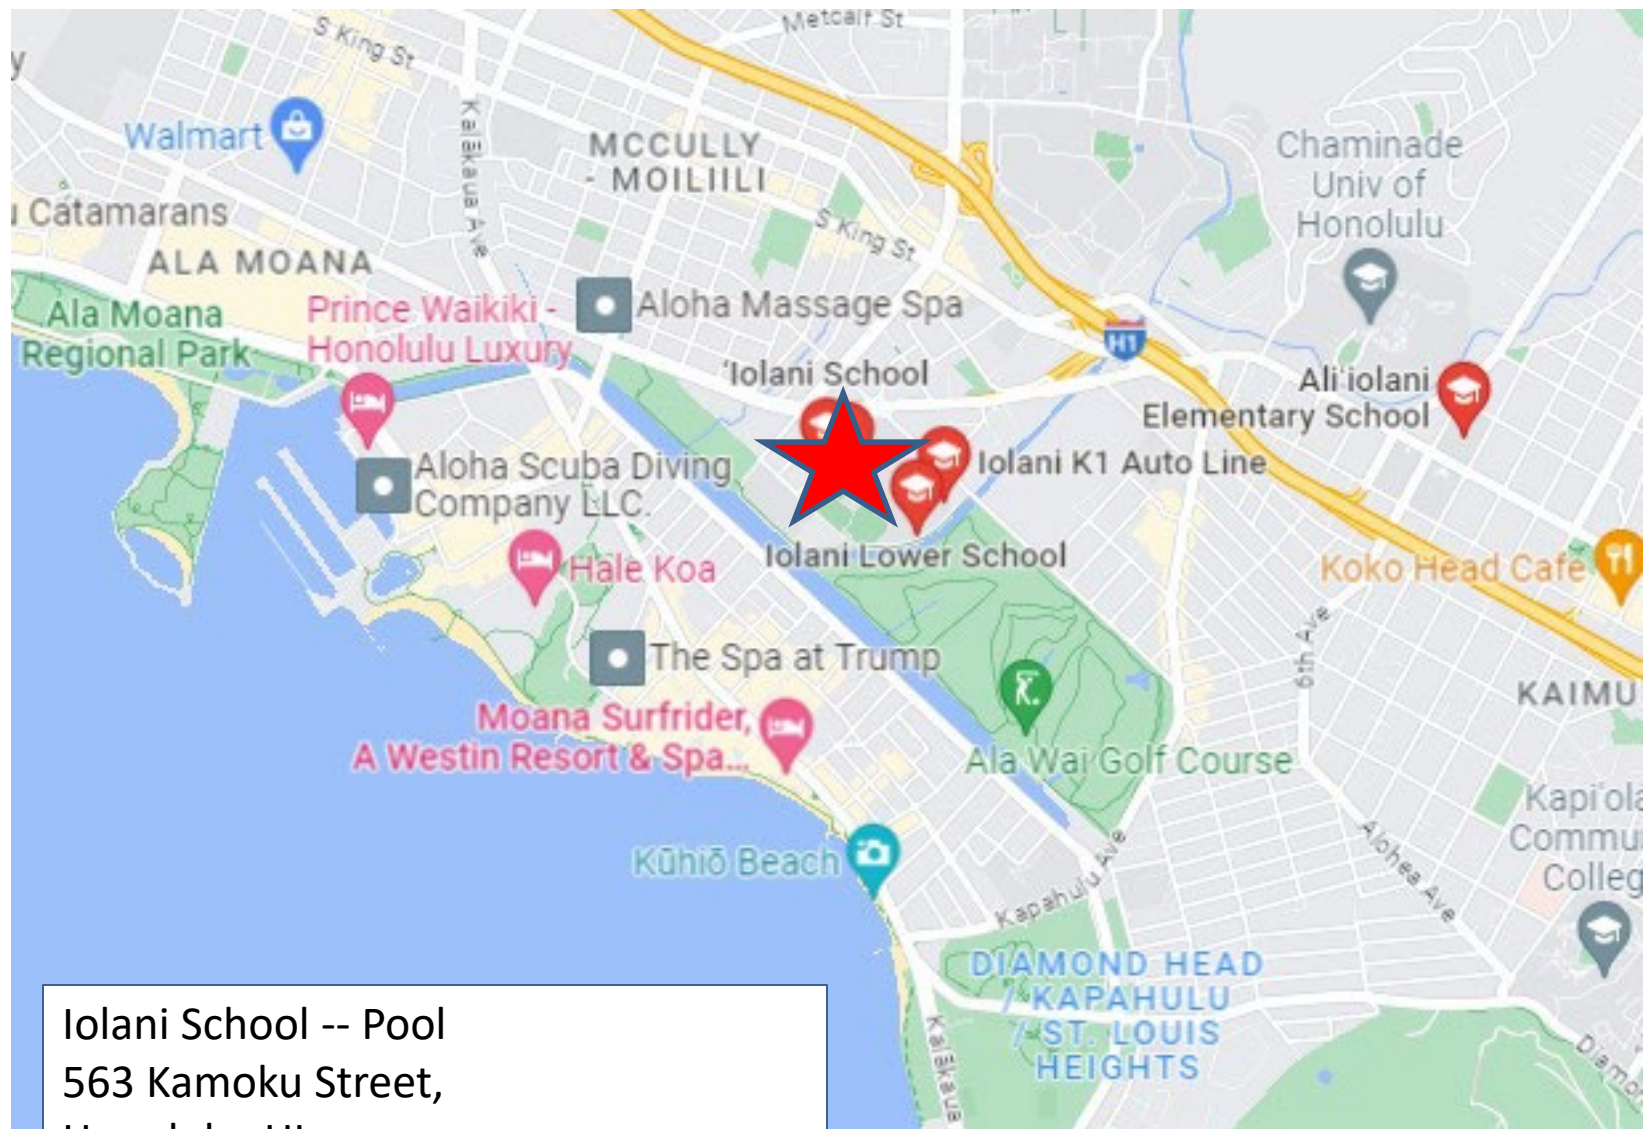 Metcalf St
S King St
Walmart
Kalākaua Ave
MCCULLY
- MOILIILI
Chaminade
Univ of
Honolulu
Catamarans
S King St
ALA MOANA
Ala Moana
Regional Park
Prince Waikiki -
Honolulu Luxury
Aloha Massage Spa
H1
'Iolani School
Ali'iolani
Elementary School
Aloha Scuba Diving
Company LLC.
Iolani K1 Auto Line
Iolani Lower School
Hale Koa
Koko Head Cafe
The Spa at Trump
6th Ave
KAIMU
Moana Surfrider,
A Westin Resort & Spa...
Ala Wai Golf Course
Kapi'ola
Commu
Colleg
Kūhiō Beach
Alohea Ave
Kapahulu Ave
DIAMOND HEAD
/ KAPAHULU
/ ST. LOUIS
HEIGHTS
Kalākaua
Diamo
Iolani School -- Pool
563 Kamoku Street,